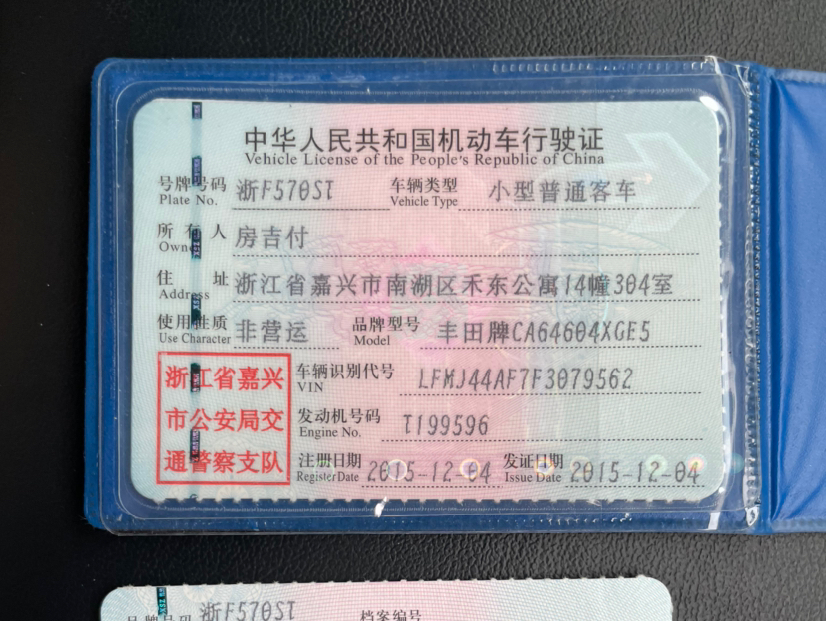 中华人民共和国机动车行驶证
Vehicle License of the People's Republic of China
号牌号码 浙F570ST 车辆类型 小型普通客车
Plate No. Vehicle Type
所有人 房吉付
Owner
住址 浙江省嘉兴市南湖区禾东公寓14幢304室
Address
使用性质 非营运 品牌型号 丰田牌CA64604XGE5
Use Character Model
浙江省嘉兴
市公安局交
通警察支队
车辆识别代号 LFMJ44AF7F3079562
VIN
发动机号码 T199596
Engine No.
注册日期 2015-12-04 发证日期 2015-12-04
Register Date Issue Date
号牌号码 浙F570ST 档案编号